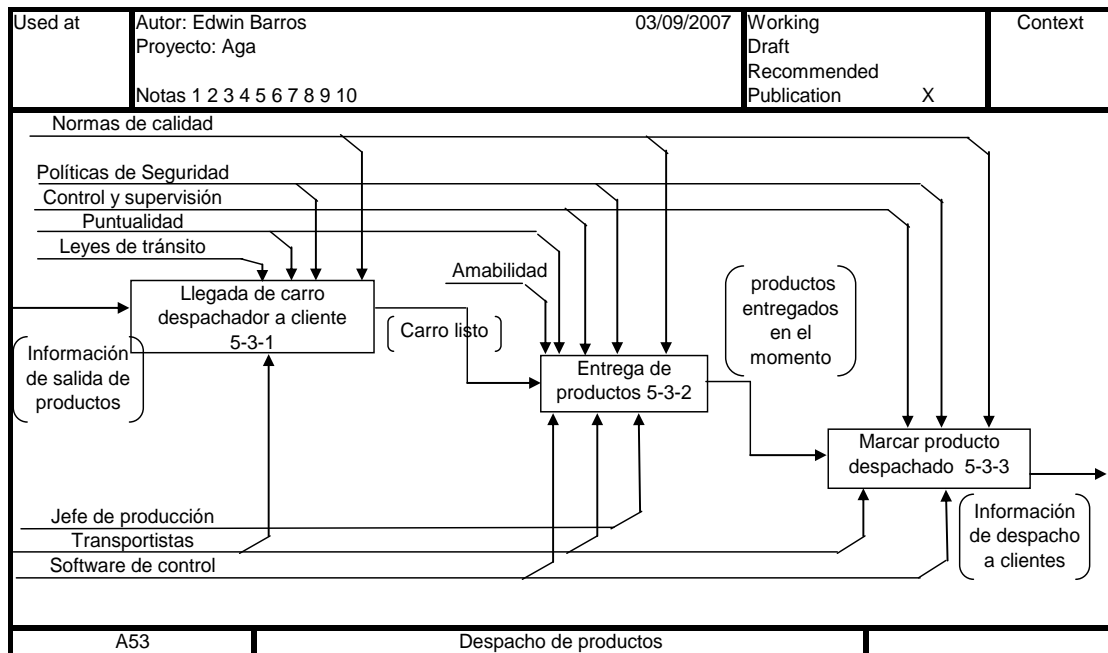 Used at
Autor: Edwin Barros
03/09/2007
Proyecto: Aga
Notas 1 2 3 4 5 6 7 8 9 10
Working
Draft
Recommended
Publication X
Context
Normas de calidad
Políticas de Seguridad
Control y supervisión
Puntualidad
Leyes de tránsito
Amabilidad
Llegada de carro
despachador a cliente
5-3-1
Información
de salida de
productos
Carro listo
Entrega de
productos 5-3-2
productos
entregados
en el
momento
Marcar producto
despachado 5-3-3
Información
de despacho
a clientes
Jefe de producción
Transportistas
Software de control
A53
Despacho de productos